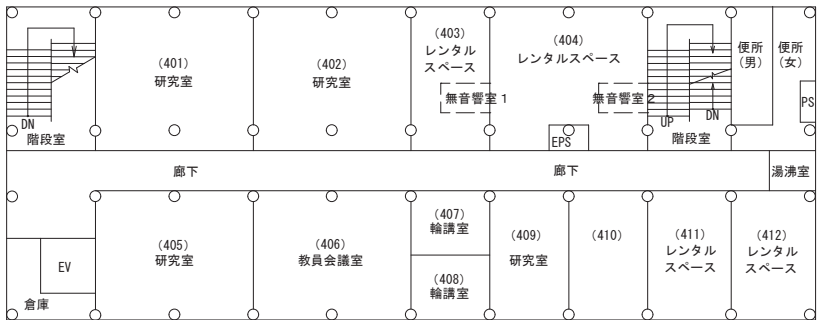 (401)
研究室
(402)
研究室
(403)
レンタル
スペース
(404)
レンタルスペース
便所
(男)
便所
(女)
無音響室1
無音響室2
PS
DN
階段室
EPS
UP
DN
階段室
廊下
廊下
湯沸室
(405)
研究室
(406)
教員会議室
(407)
輪講室
(408)
輪講室
(409)
研究室
(410)
(411)
レンタル
スペース
(412)
レンタル
スペース
EV
倉庫